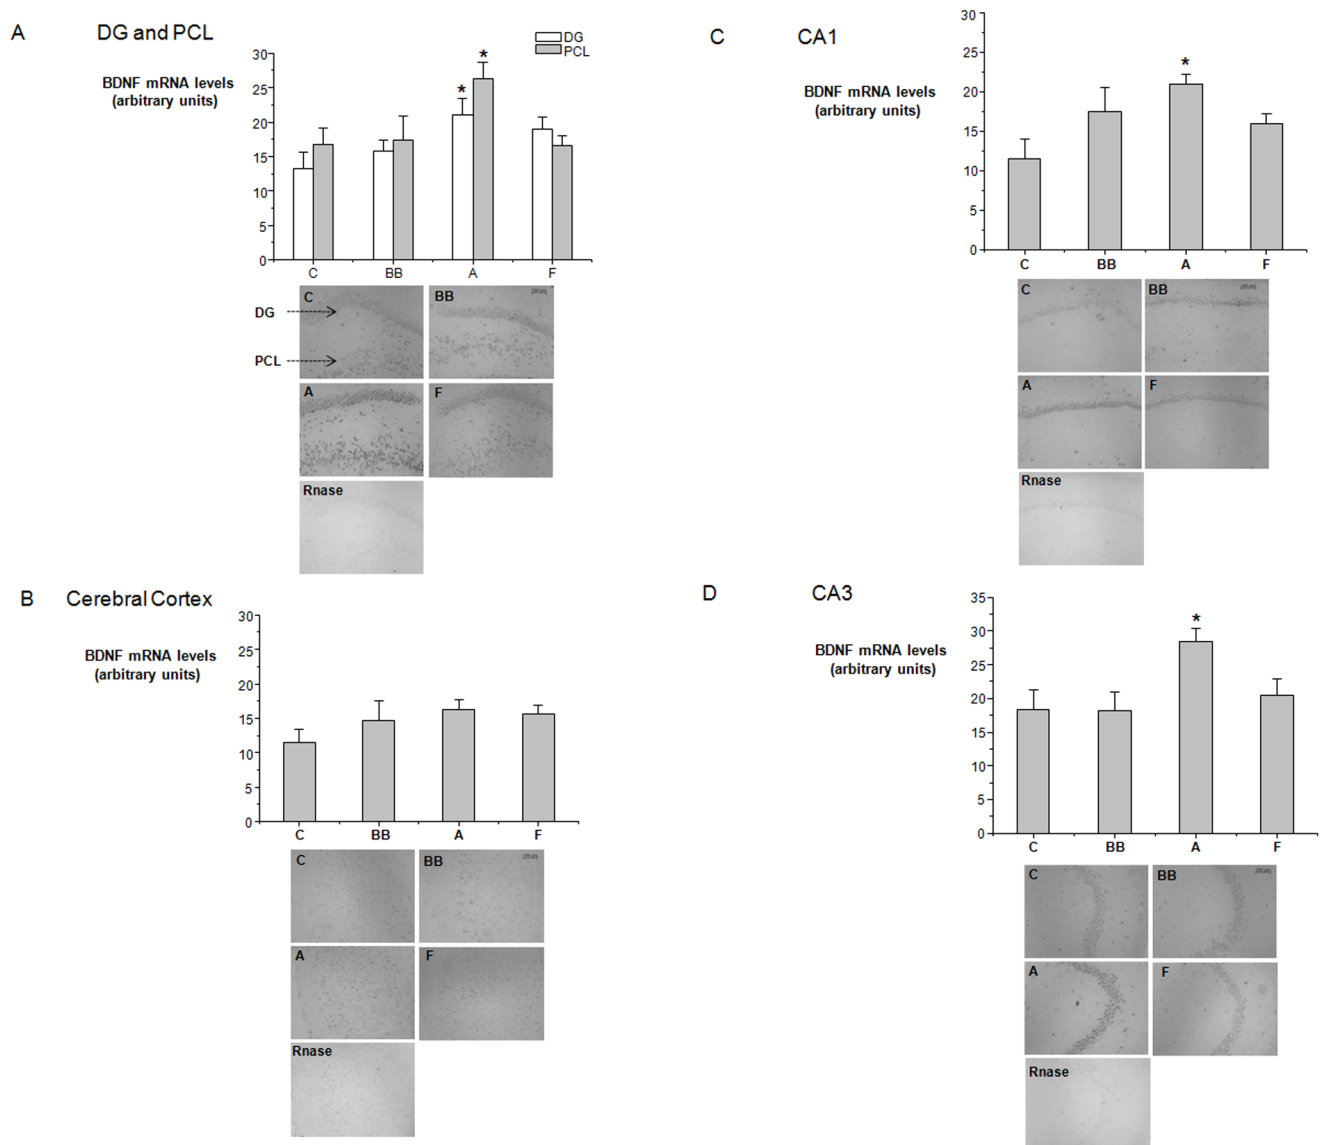 A DG and PCL
DG
PCL
BDNF mRNA levels
(arbitrary units)
30
25
20
15
10
5
0
* *
C BB A F
C BB
DG
PCL
A F
Rnase
B Cerebral Cortex
BDNF mRNA levels
(arbitrary units)
30
25
20
15
10
5
0
C BB A F
C BB
A F
Rnase
C CA1
BDNF mRNA levels
(arbitrary units)
30
25
20
15
10
5
0
*
C BB A F
C BB
A F
Rnase
D CA3
BDNF mRNA levels
(arbitrary units)
35
30
25
20
15
10
5
0
*
C BB A F
C BB
A F
Rnase